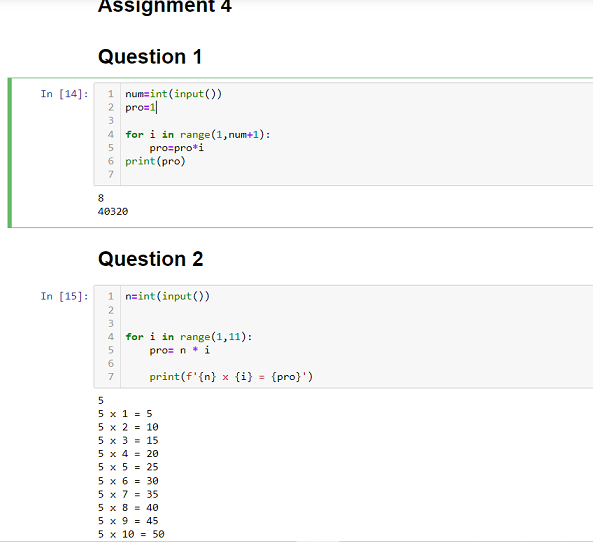 Assignment 4
Question 1
In [14]:
1 num=int(input())
2 pro=1
3
4 for i in range(1,num+1):
5     pro=pro*i
6 print(pro)
7
8
40320
Question 2
In [15]:
1 n=int(input())
2
3
4 for i in range(1,11):
5     pro= n * i
6
7     print(f'{n} x {i} = {pro}')
5
5 x 1 = 5
5 x 2 = 10
5 x 3 = 15
5 x 4 = 20
5 x 5 = 25
5 x 6 = 30
5 x 7 = 35
5 x 8 = 40
5 x 9 = 45
5 x 10 = 50